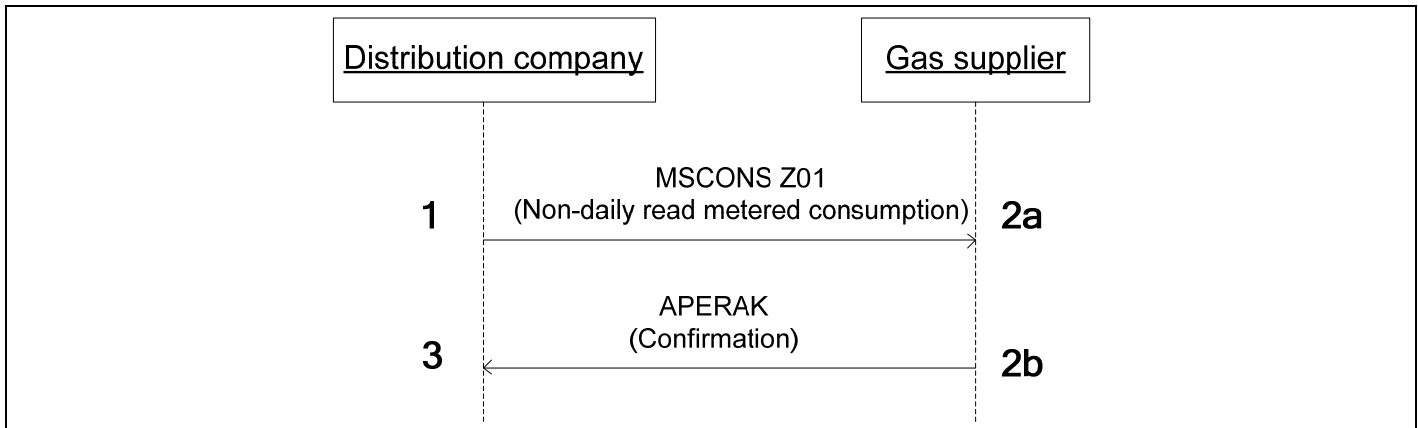 Distribution company
Gas supplier
MSCONS Z01
1
(Non-daily read metered consumption)
2a
APERAK
(Confirmation)
3
2b